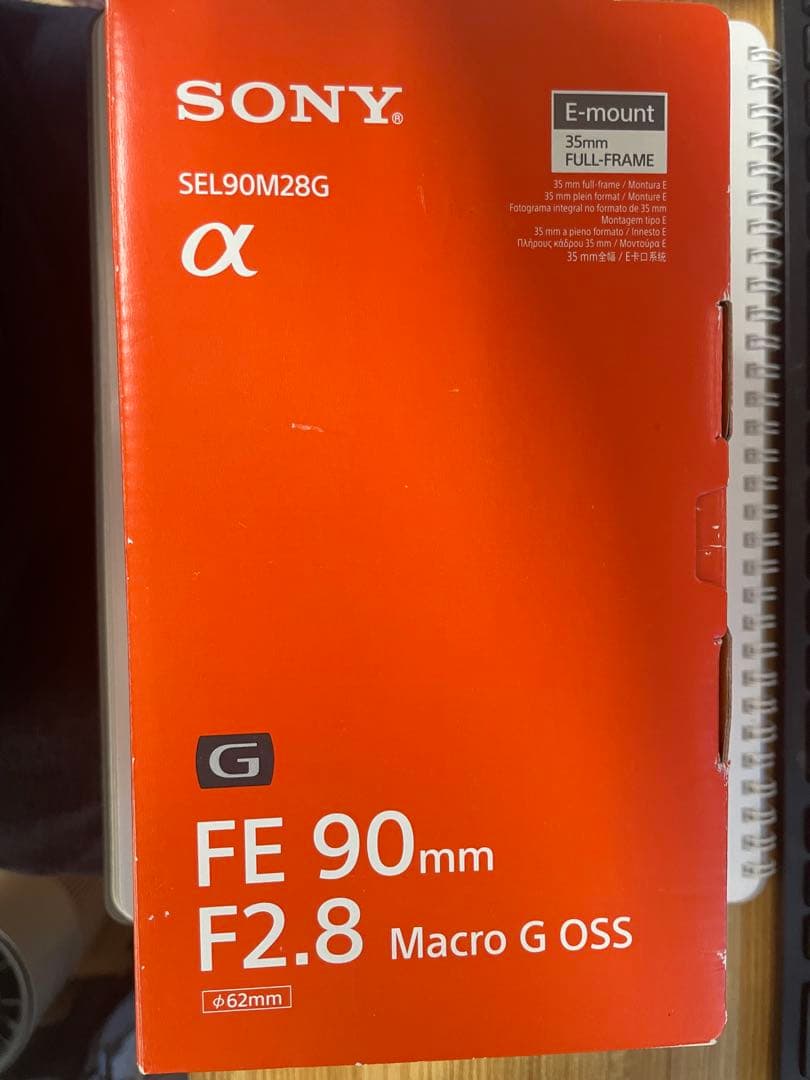 SONY®
E-mount
35mm
FULL-FRAME
SEL90M28G
α
35 mm full-frame / Montura E
35 mm plein format / Monture E
Fotograma integral no formato de 35 mm
Montagem tipo E
35 mm a pieno formato / Innesto E
Πλήρους κάδρου 35 mm / Μοντούρα E
35 mm全幅 / E卡口系统
G
FE 90mm
F2.8 Macro G OSS
ϕ62mm